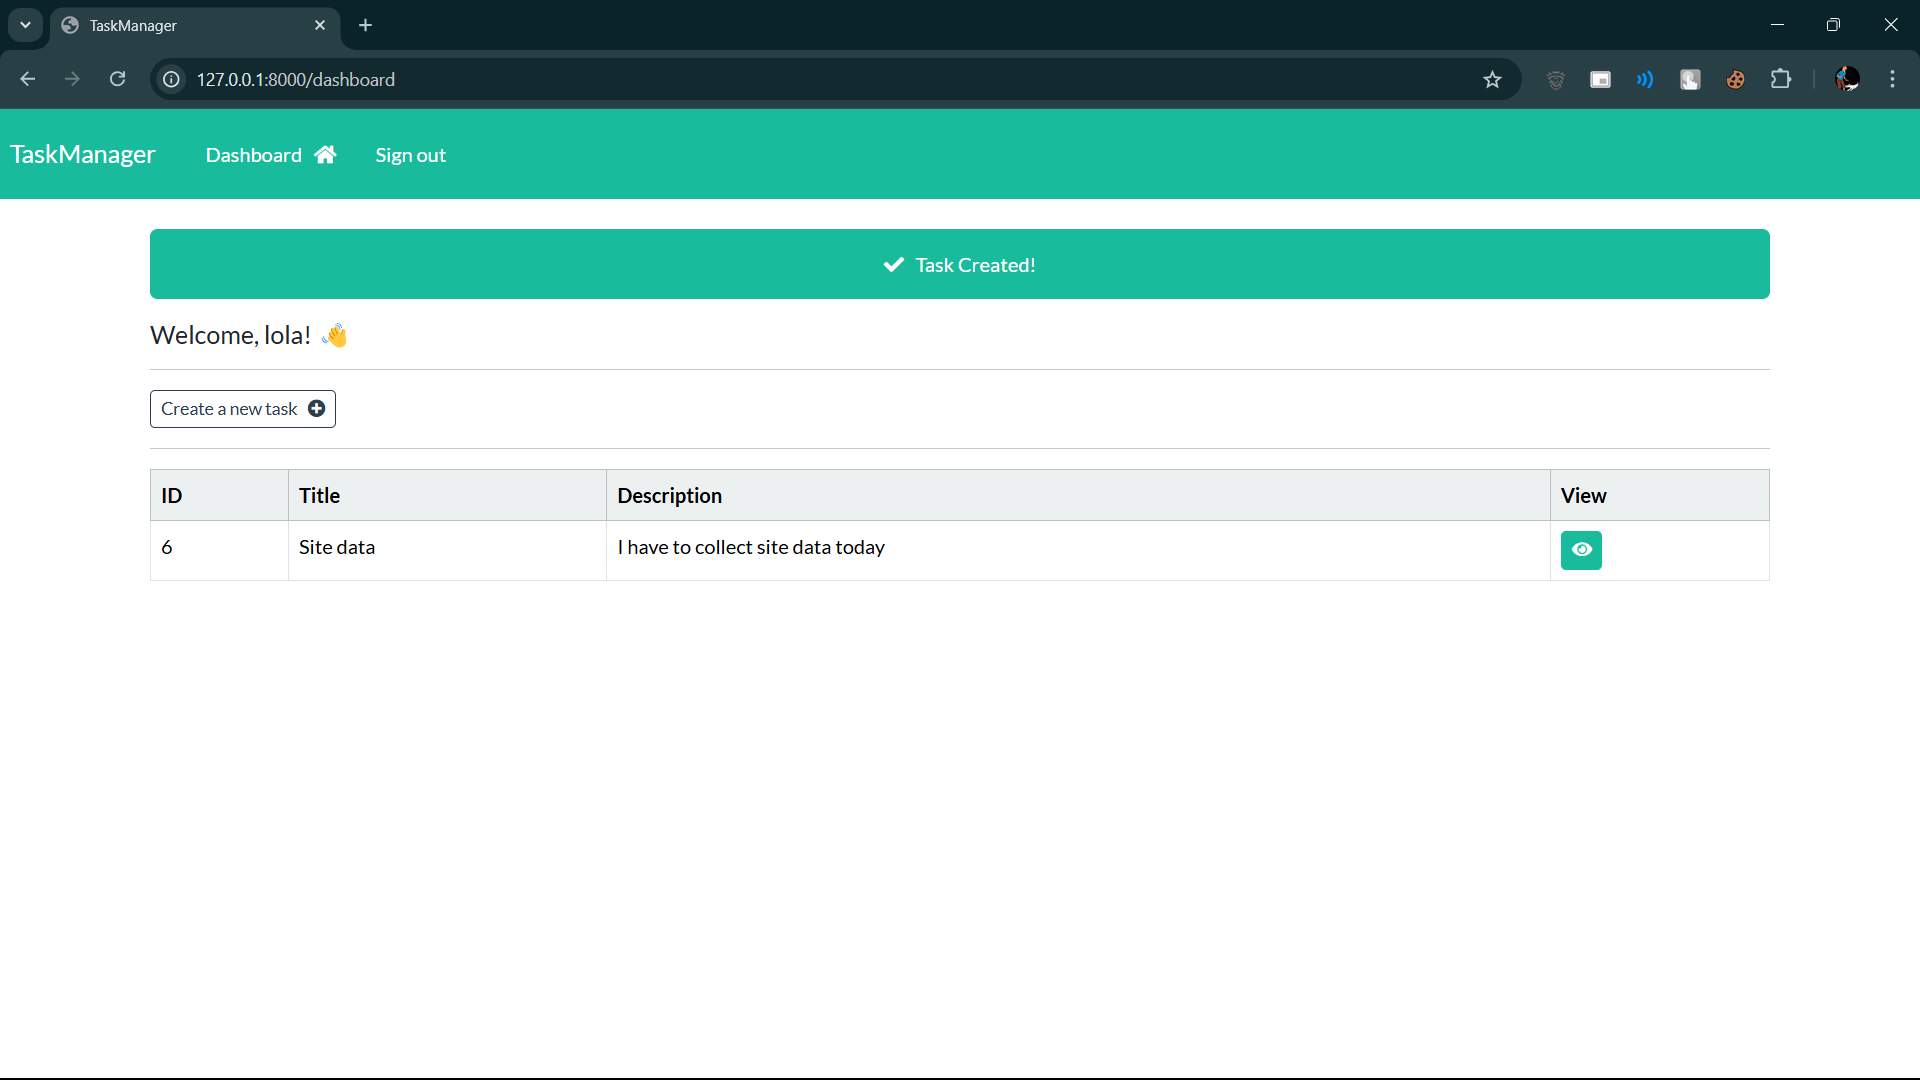 TaskManager
127.0.0.1:8000/dashboard
TaskManager Dashboard Sign out
Task Created!
Welcome, lola! 👋
Create a new task
ID Title Description View
6 Site data I have to collect site data today